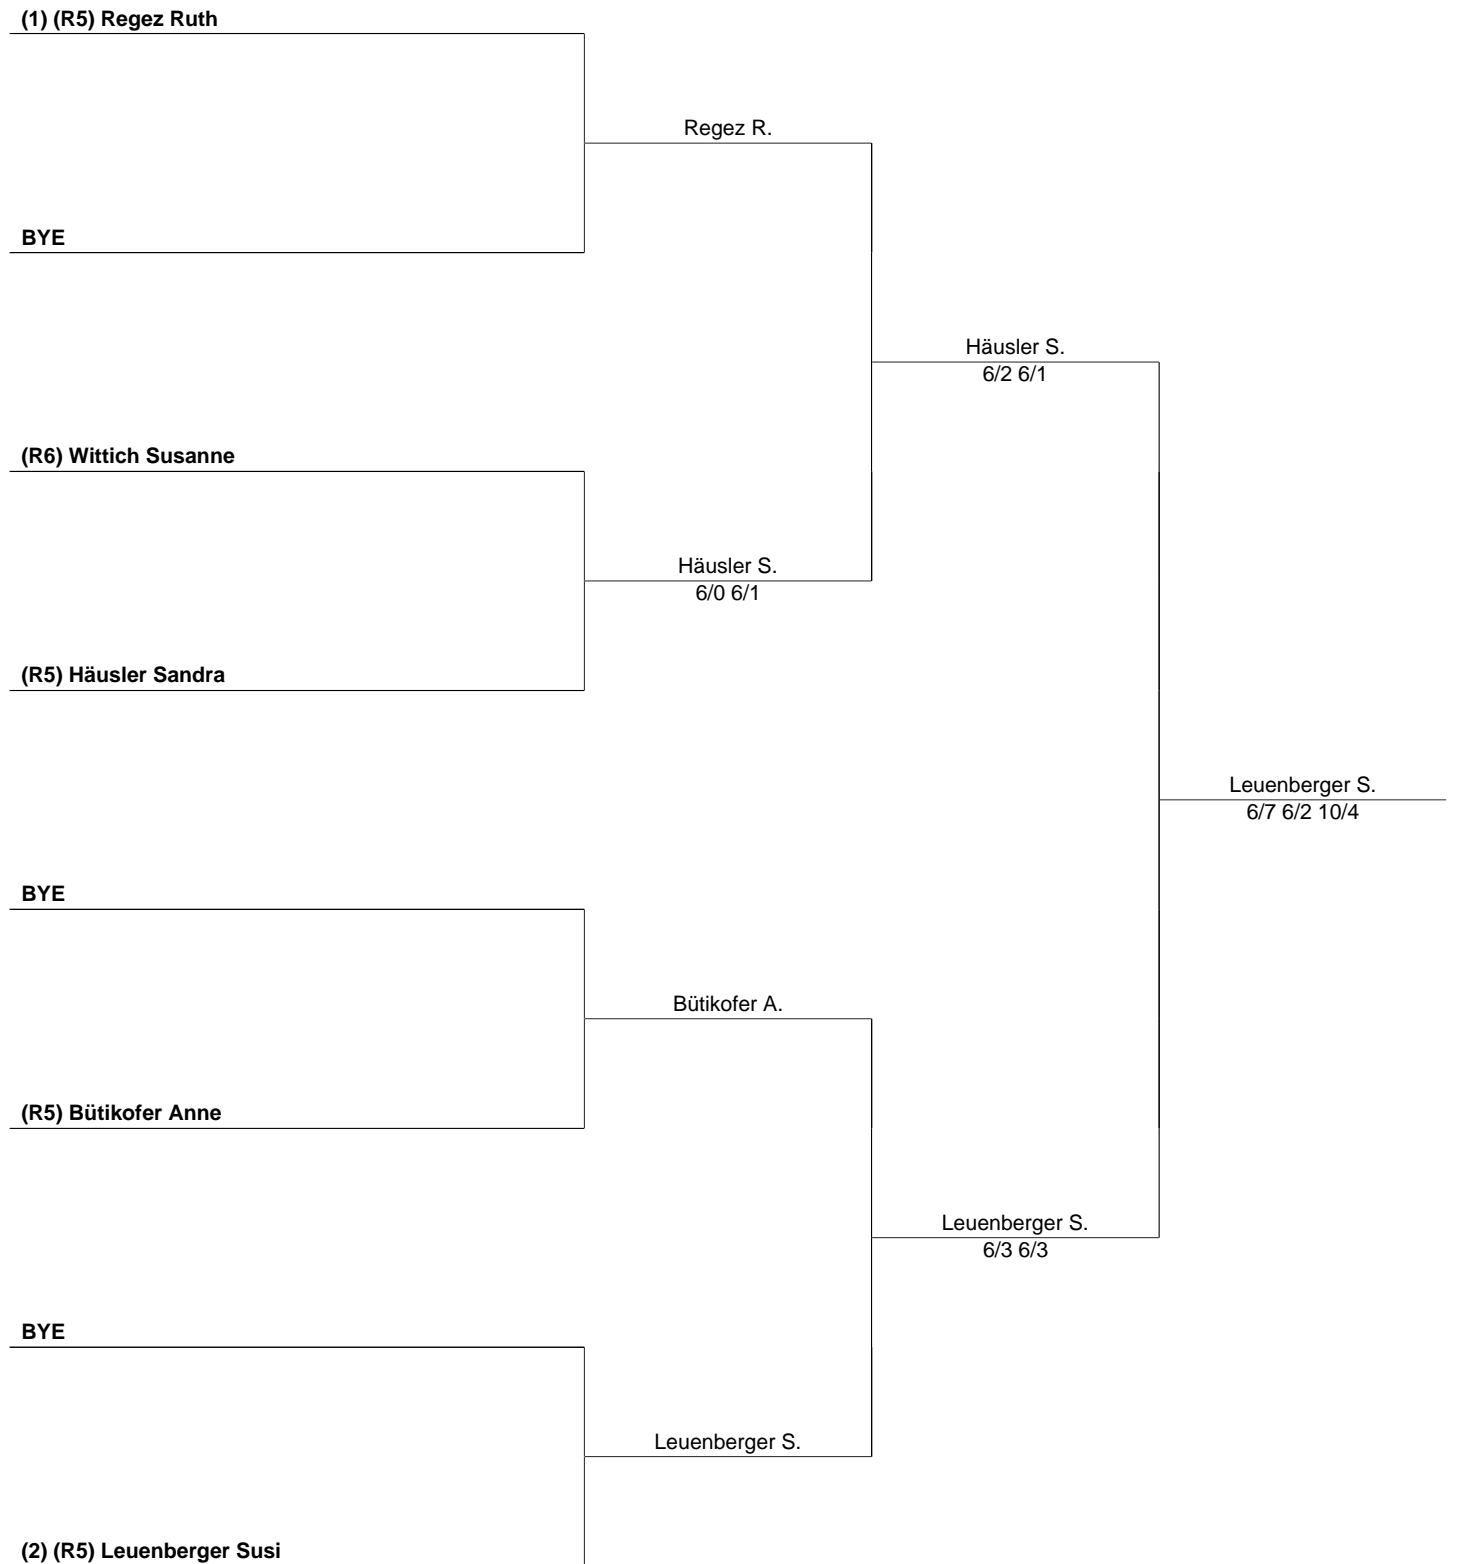 (1) (R5) Regez Ruth
Regez R.
BYE
Häusler S.
6/2 6/1
(R6) Wittich Susanne
Häusler S.
6/0 6/1
(R5) Häusler Sandra
Leuenberger S.
6/7 6/2 10/4
BYE
Bütikofer A.
(R5) Bütikofer Anne
Leuenberger S.
6/3 6/3
BYE
Leuenberger S.
(2) (R5) Leuenberger Susi